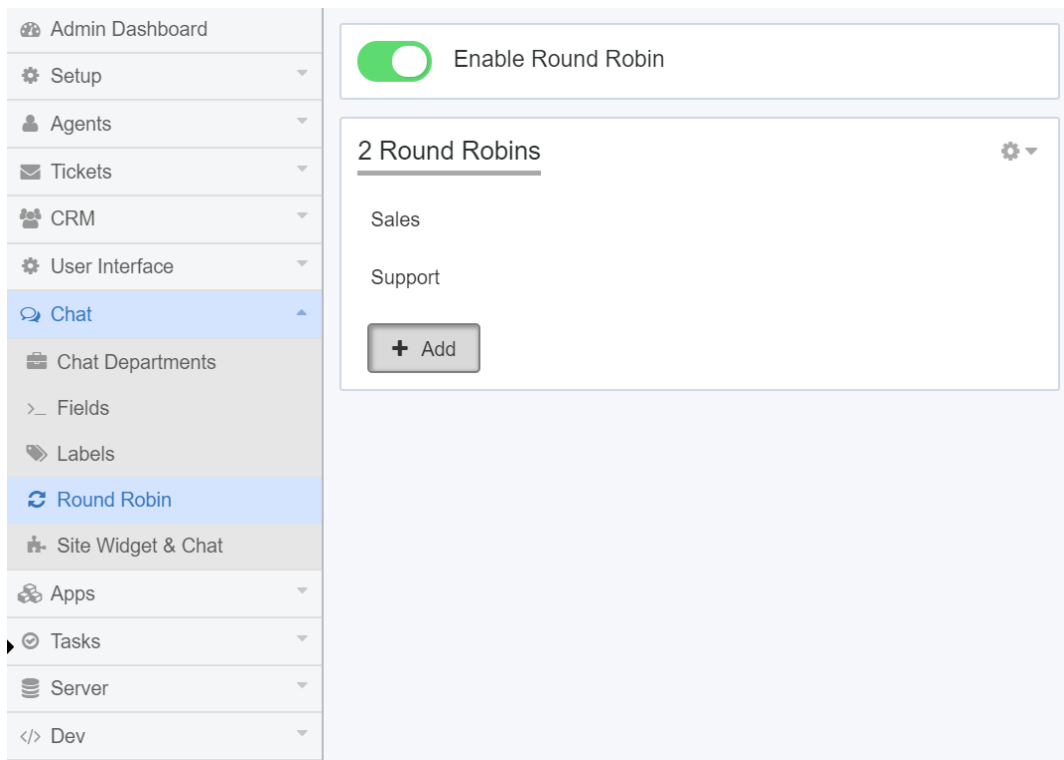 Admin Dashboard
Setup
Agents
Tickets
CRM
User Interface
Chat
Chat Departments
Fields
Labels
Round Robin
Site Widget & Chat
Apps
Tasks
Server
Dev
Enable Round Robin
2 Round Robins
Sales
Support
Add